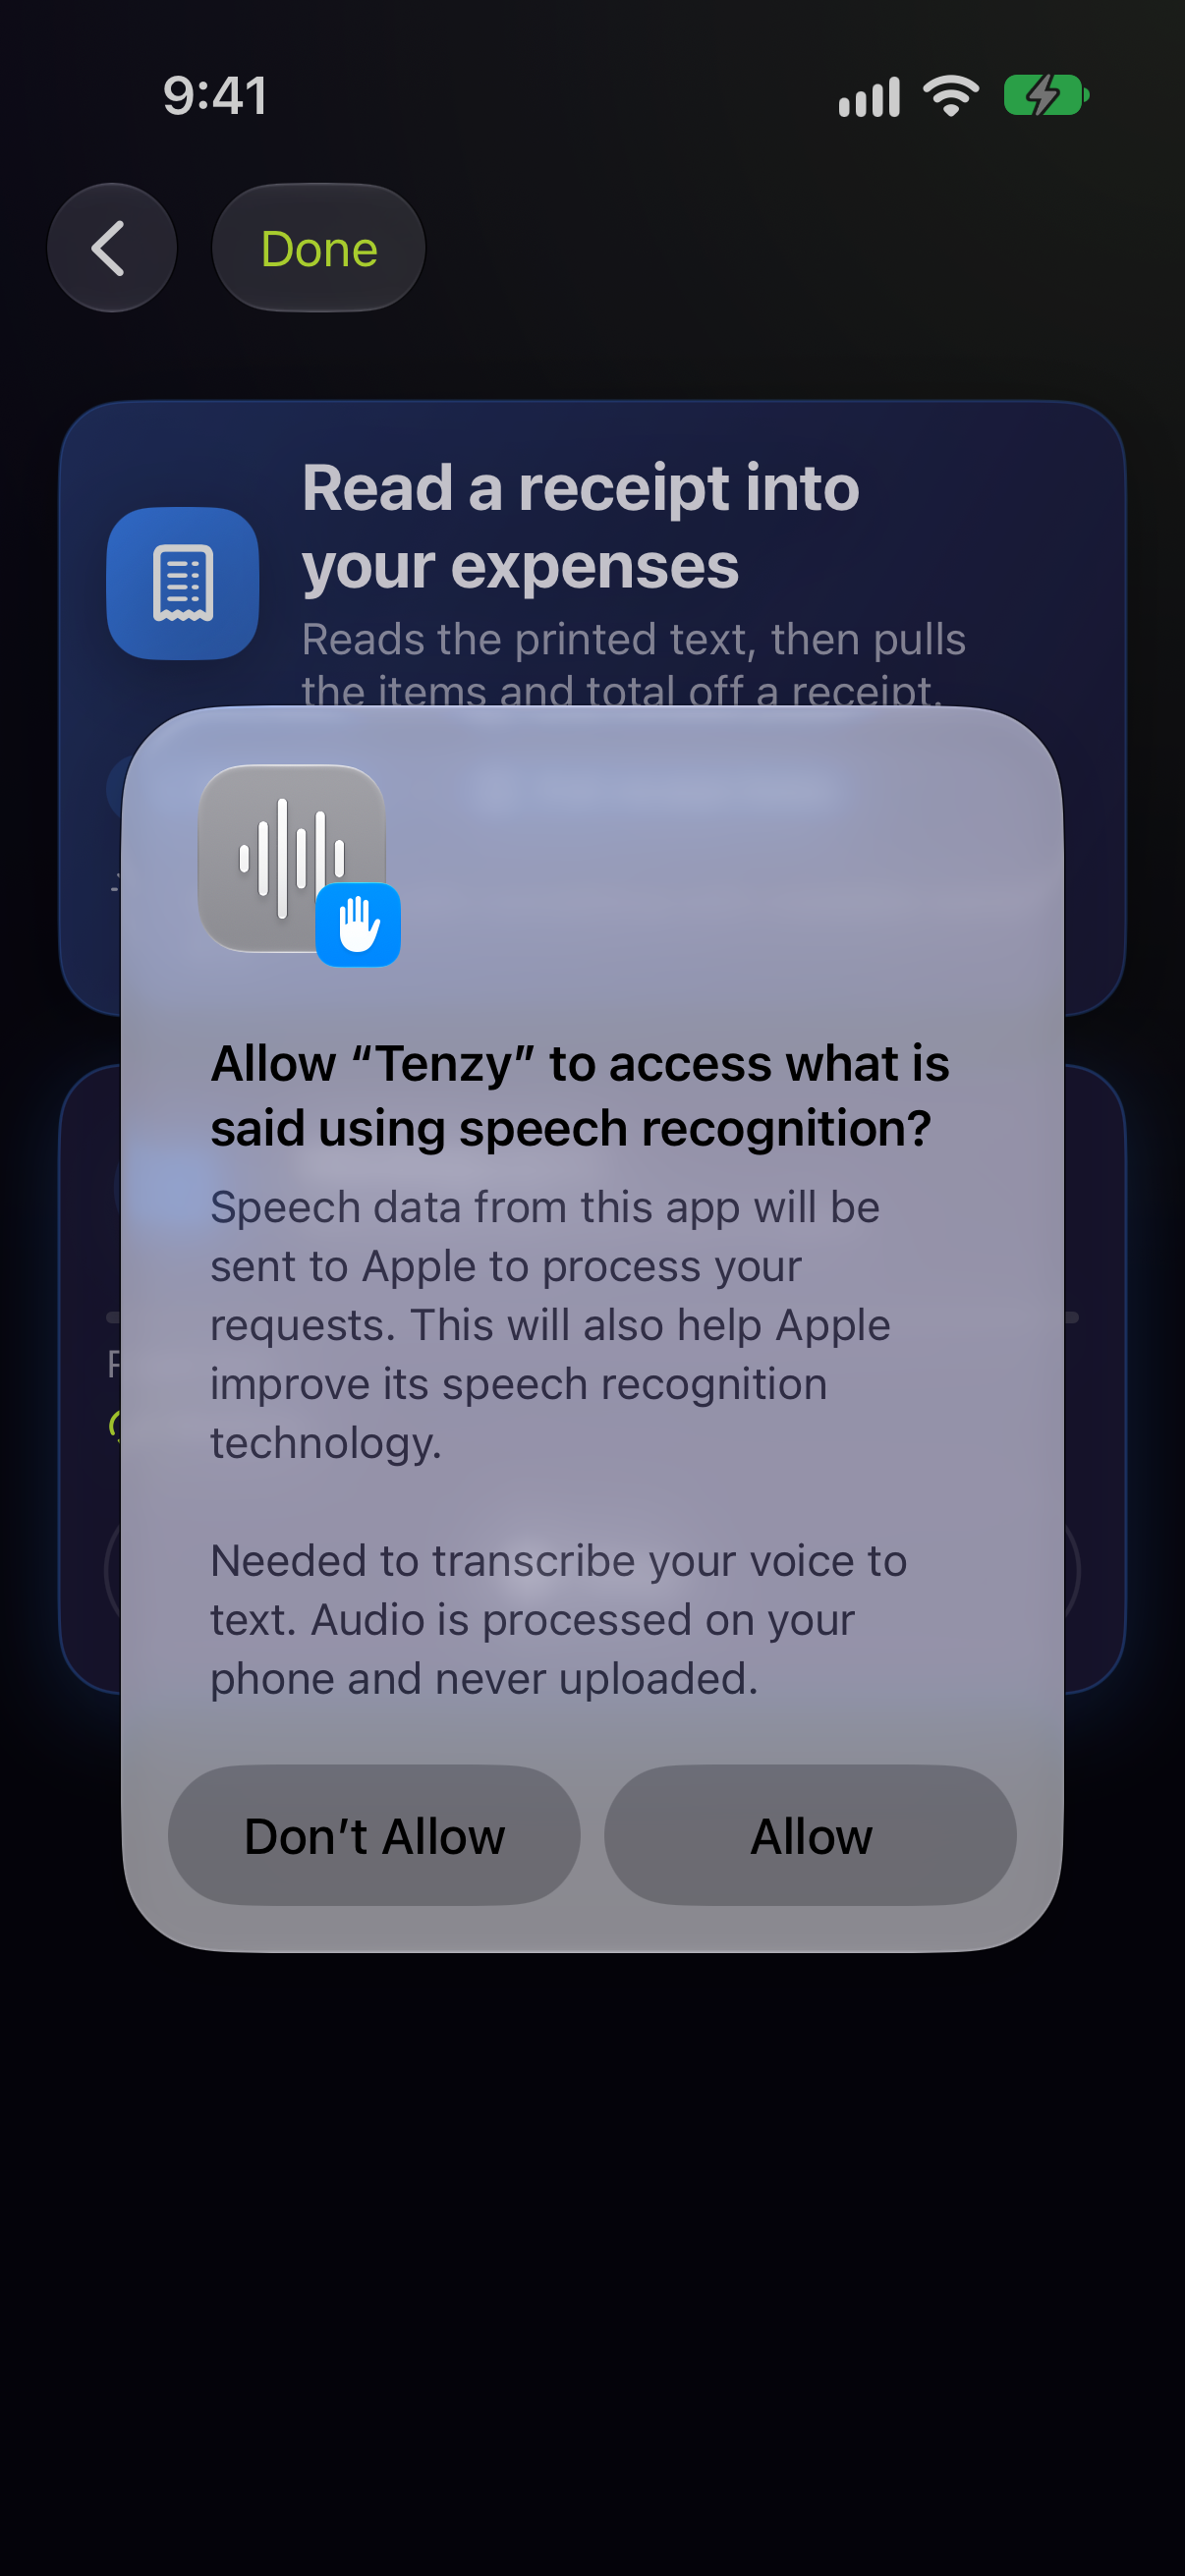 9:41
Done
Read a receipt into
your expenses
Reads the printed text, then pulls
the items and total off a receipt.
Allow “Tenzy” to access what is
said using speech recognition?
Speech data from this app will be
sent to Apple to process your
requests. This will also help Apple
improve its speech recognition
technology.
Needed to transcribe your voice to
text. Audio is processed on your
phone and never uploaded.
Don’t Allow
Allow